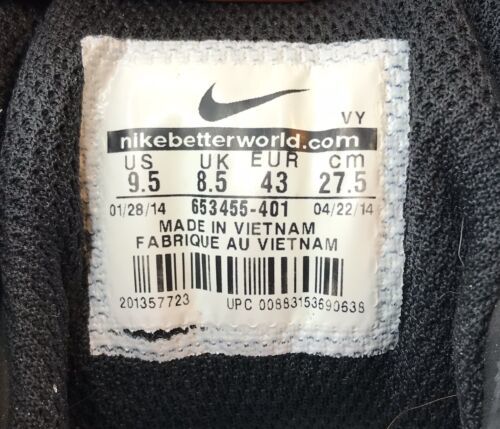 VY
nikebetterworld.com
US UK EUR cm
9.5 8.5 43 27.5
01/28/14 653455-401 04/22/14
MADE IN VIETNAM
FABRIQUE AU VIETNAM
201357723 UPC 00883153690638